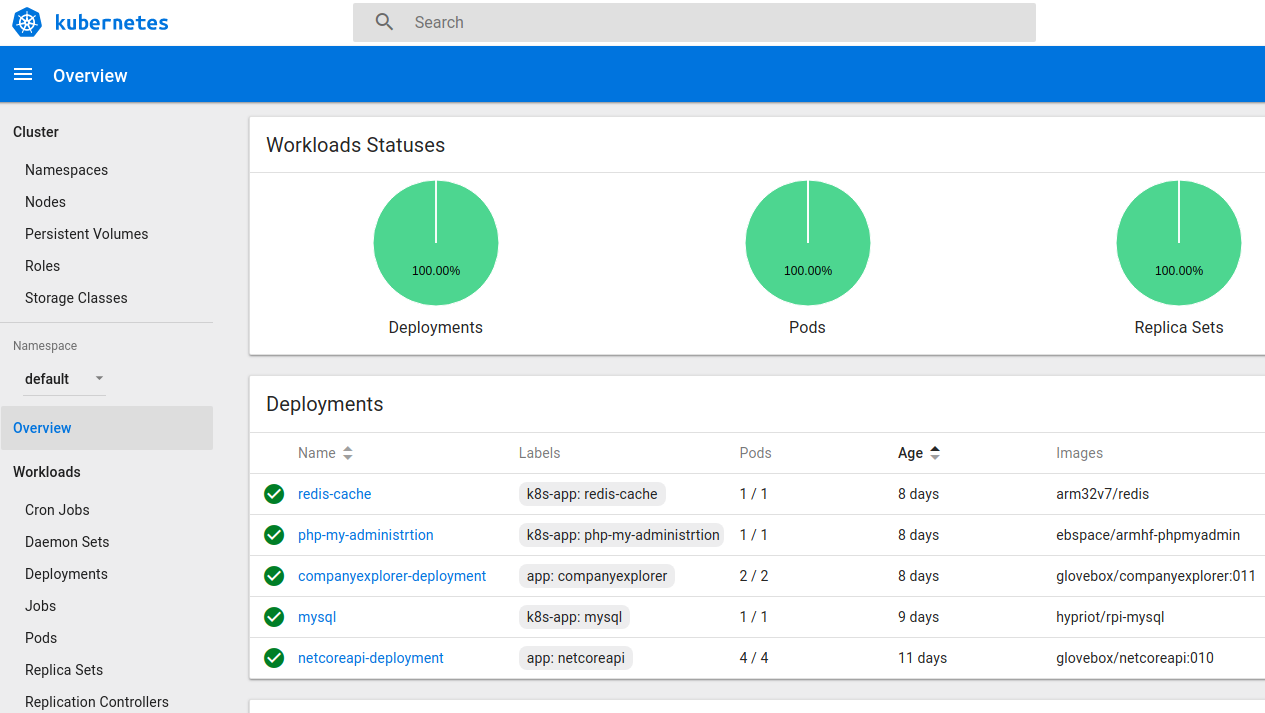 kubernetes
Search
Overview
Cluster
Namespaces
Nodes
Persistent Volumes
Roles
Storage Classes
Namespace
default
Overview
Workloads
Cron Jobs
Daemon Sets
Deployments
Jobs
Pods
Replica Sets
Replication Controllers
Workloads Statuses
100.00% 100.00% 100.00%
Deployments Pods Replica Sets
Deployments
Name Labels Pods Age Images
redis-cache k8s-app: redis-cache 1 / 1 8 days arm32v7/redis
php-my-administrtion k8s-app: php-my-administrtion 1 / 1 8 days ebspace/armhf-phpmyadmin
companyexplorer-deployment app: companyexplorer 2 / 2 8 days glovebox/companyexplorer:011
mysql k8s-app: mysql 1 / 1 9 days hypriot/rpi-mysql
netcoreapi-deployment app: netcoreapi 4 / 4 11 days glovebox/netcoreapi:010